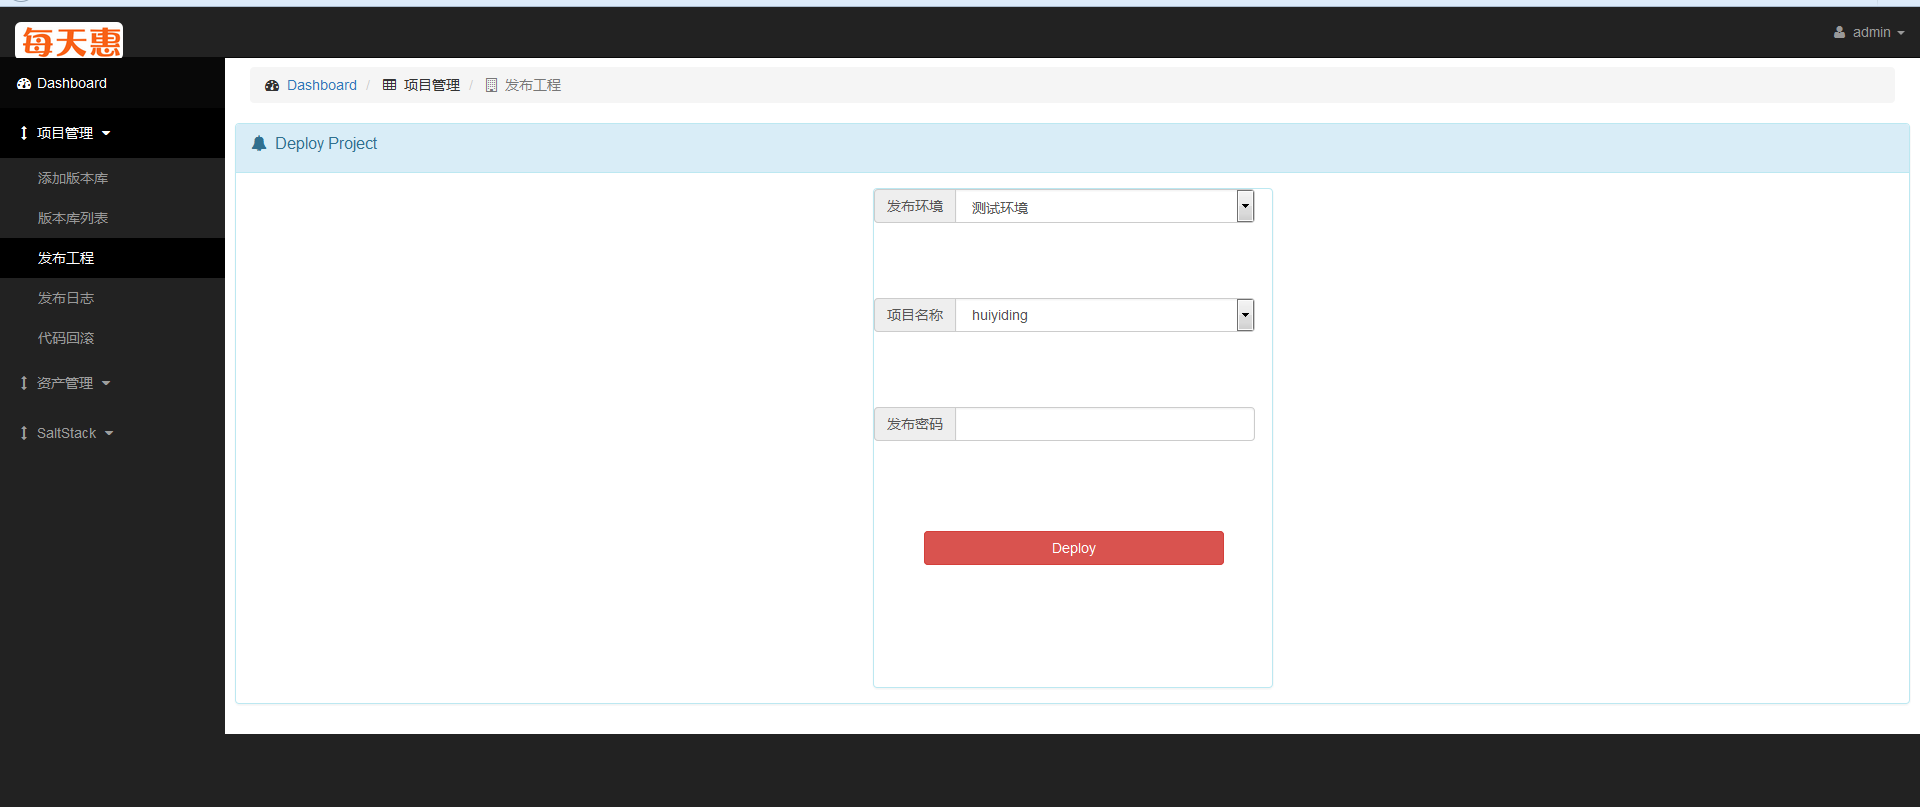 每天惠
admin
Dashboard
项目管理
添加版本库
版本库列表
发布工程
发布日志
代码回滚
资产管理
SaltStack
Dashboard / 项目管理 / 发布工程
Deploy Project
发布环境 测试环境
项目名称 huiyiding
发布密码
Deploy